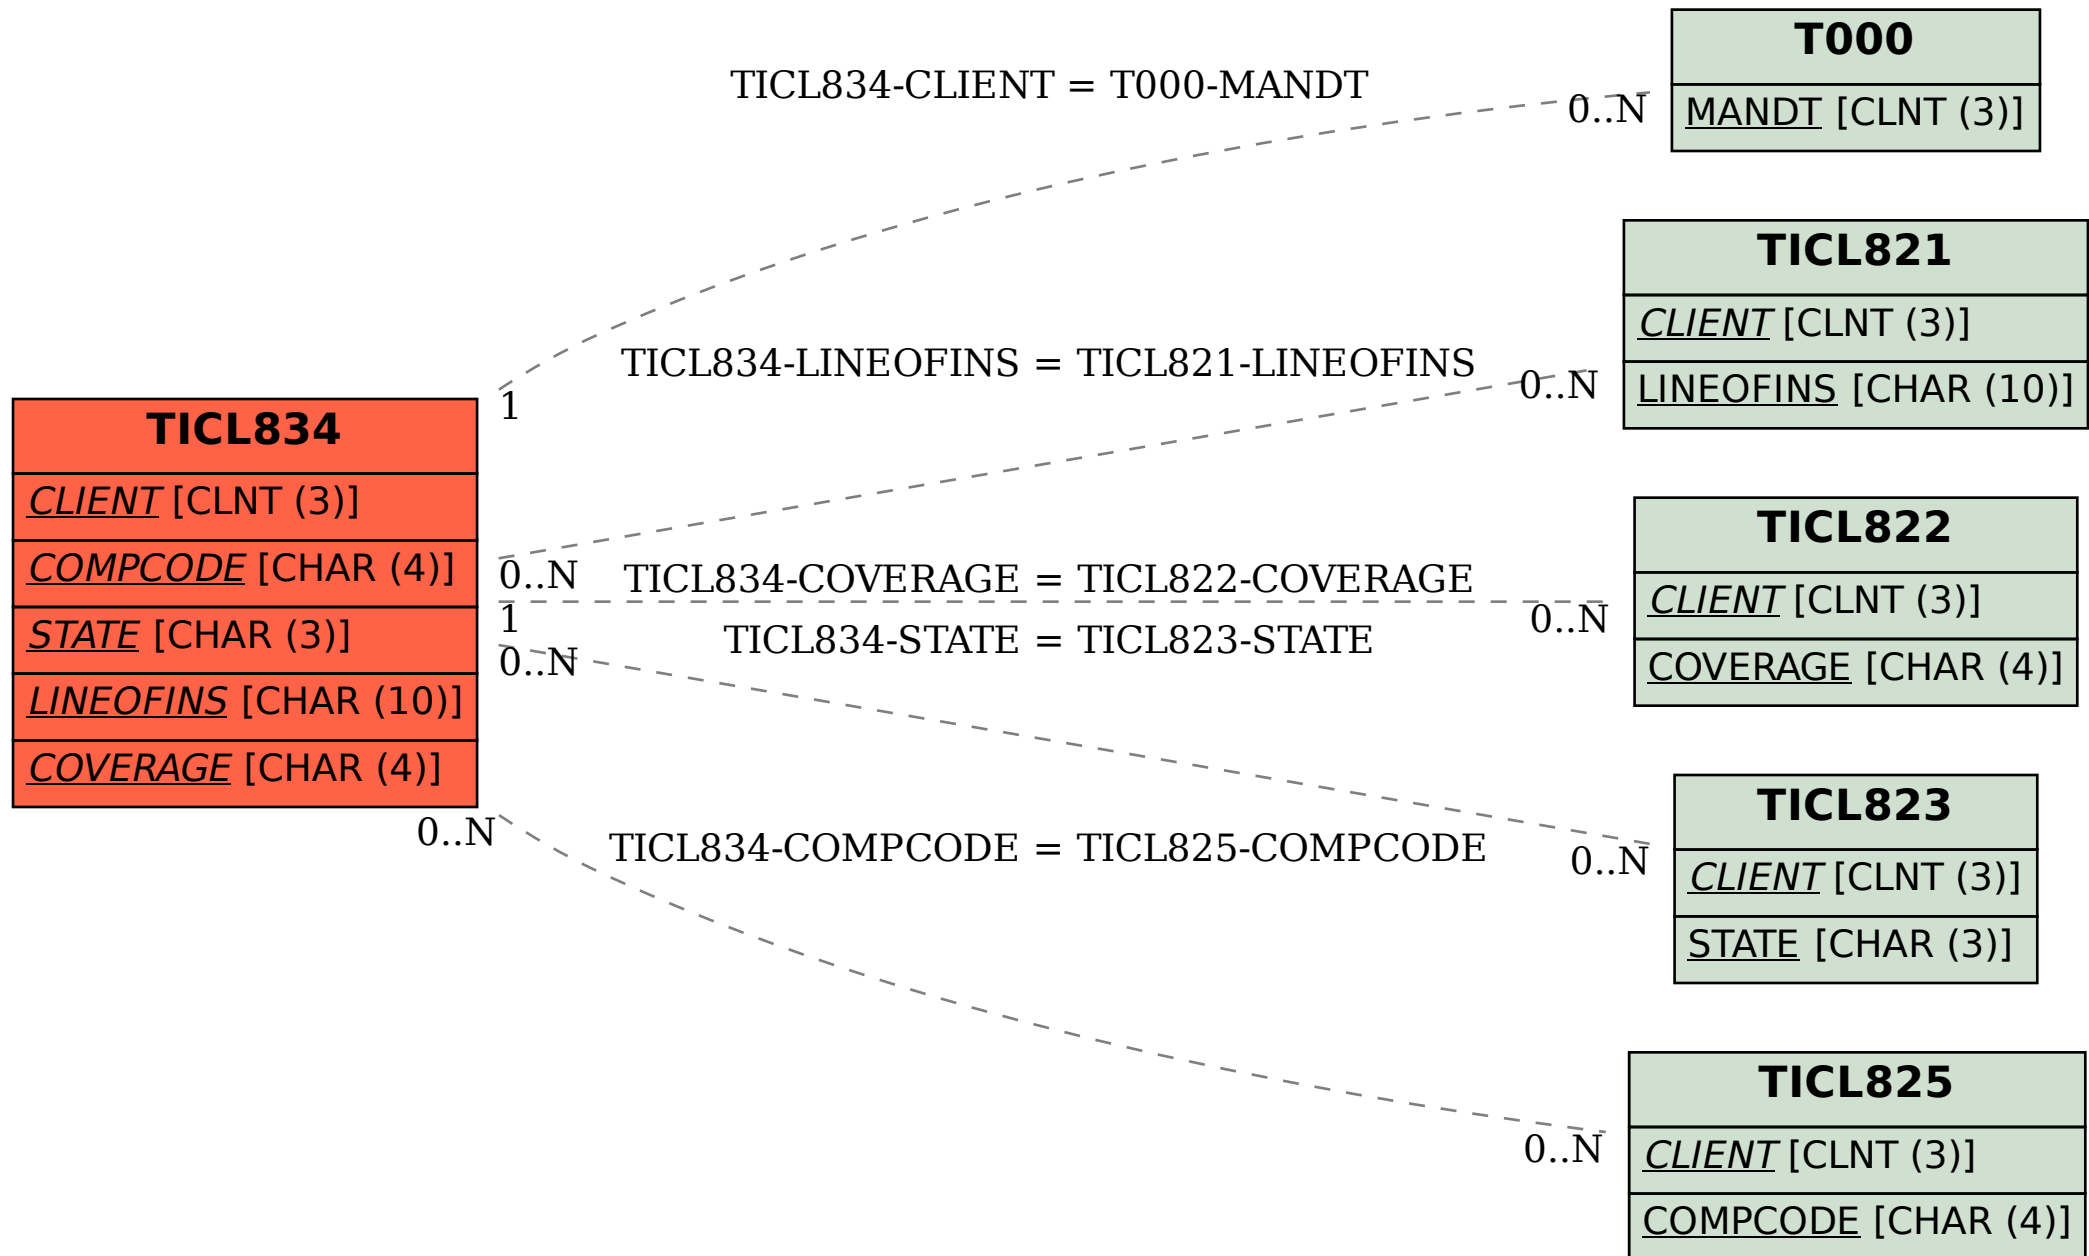 TICL834
CLIENT [CLNT (3)]
COMPCODE [CHAR (4)]
STATE [CHAR (3)]
LINEOFINS [CHAR (10)]
COVERAGE [CHAR (4)]
TICL834-CLIENT = T000-MANDT
1
0..N
TICL834-LINEOFINS = TICL821-LINEOFINS
0..N
0..N
TICL834-COVERAGE = TICL822-COVERAGE
1
0..N
TICL834-STATE = TICL823-STATE
0..N
0..N
TICL834-COMPCODE = TICL825-COMPCODE
0..N
0..N
T000
MANDT [CLNT (3)]
TICL821
CLIENT [CLNT (3)]
LINEOFINS [CHAR (10)]
TICL822
CLIENT [CLNT (3)]
COVERAGE [CHAR (4)]
TICL823
CLIENT [CLNT (3)]
STATE [CHAR (3)]
TICL825
CLIENT [CLNT (3)]
COMPCODE [CHAR (4)]